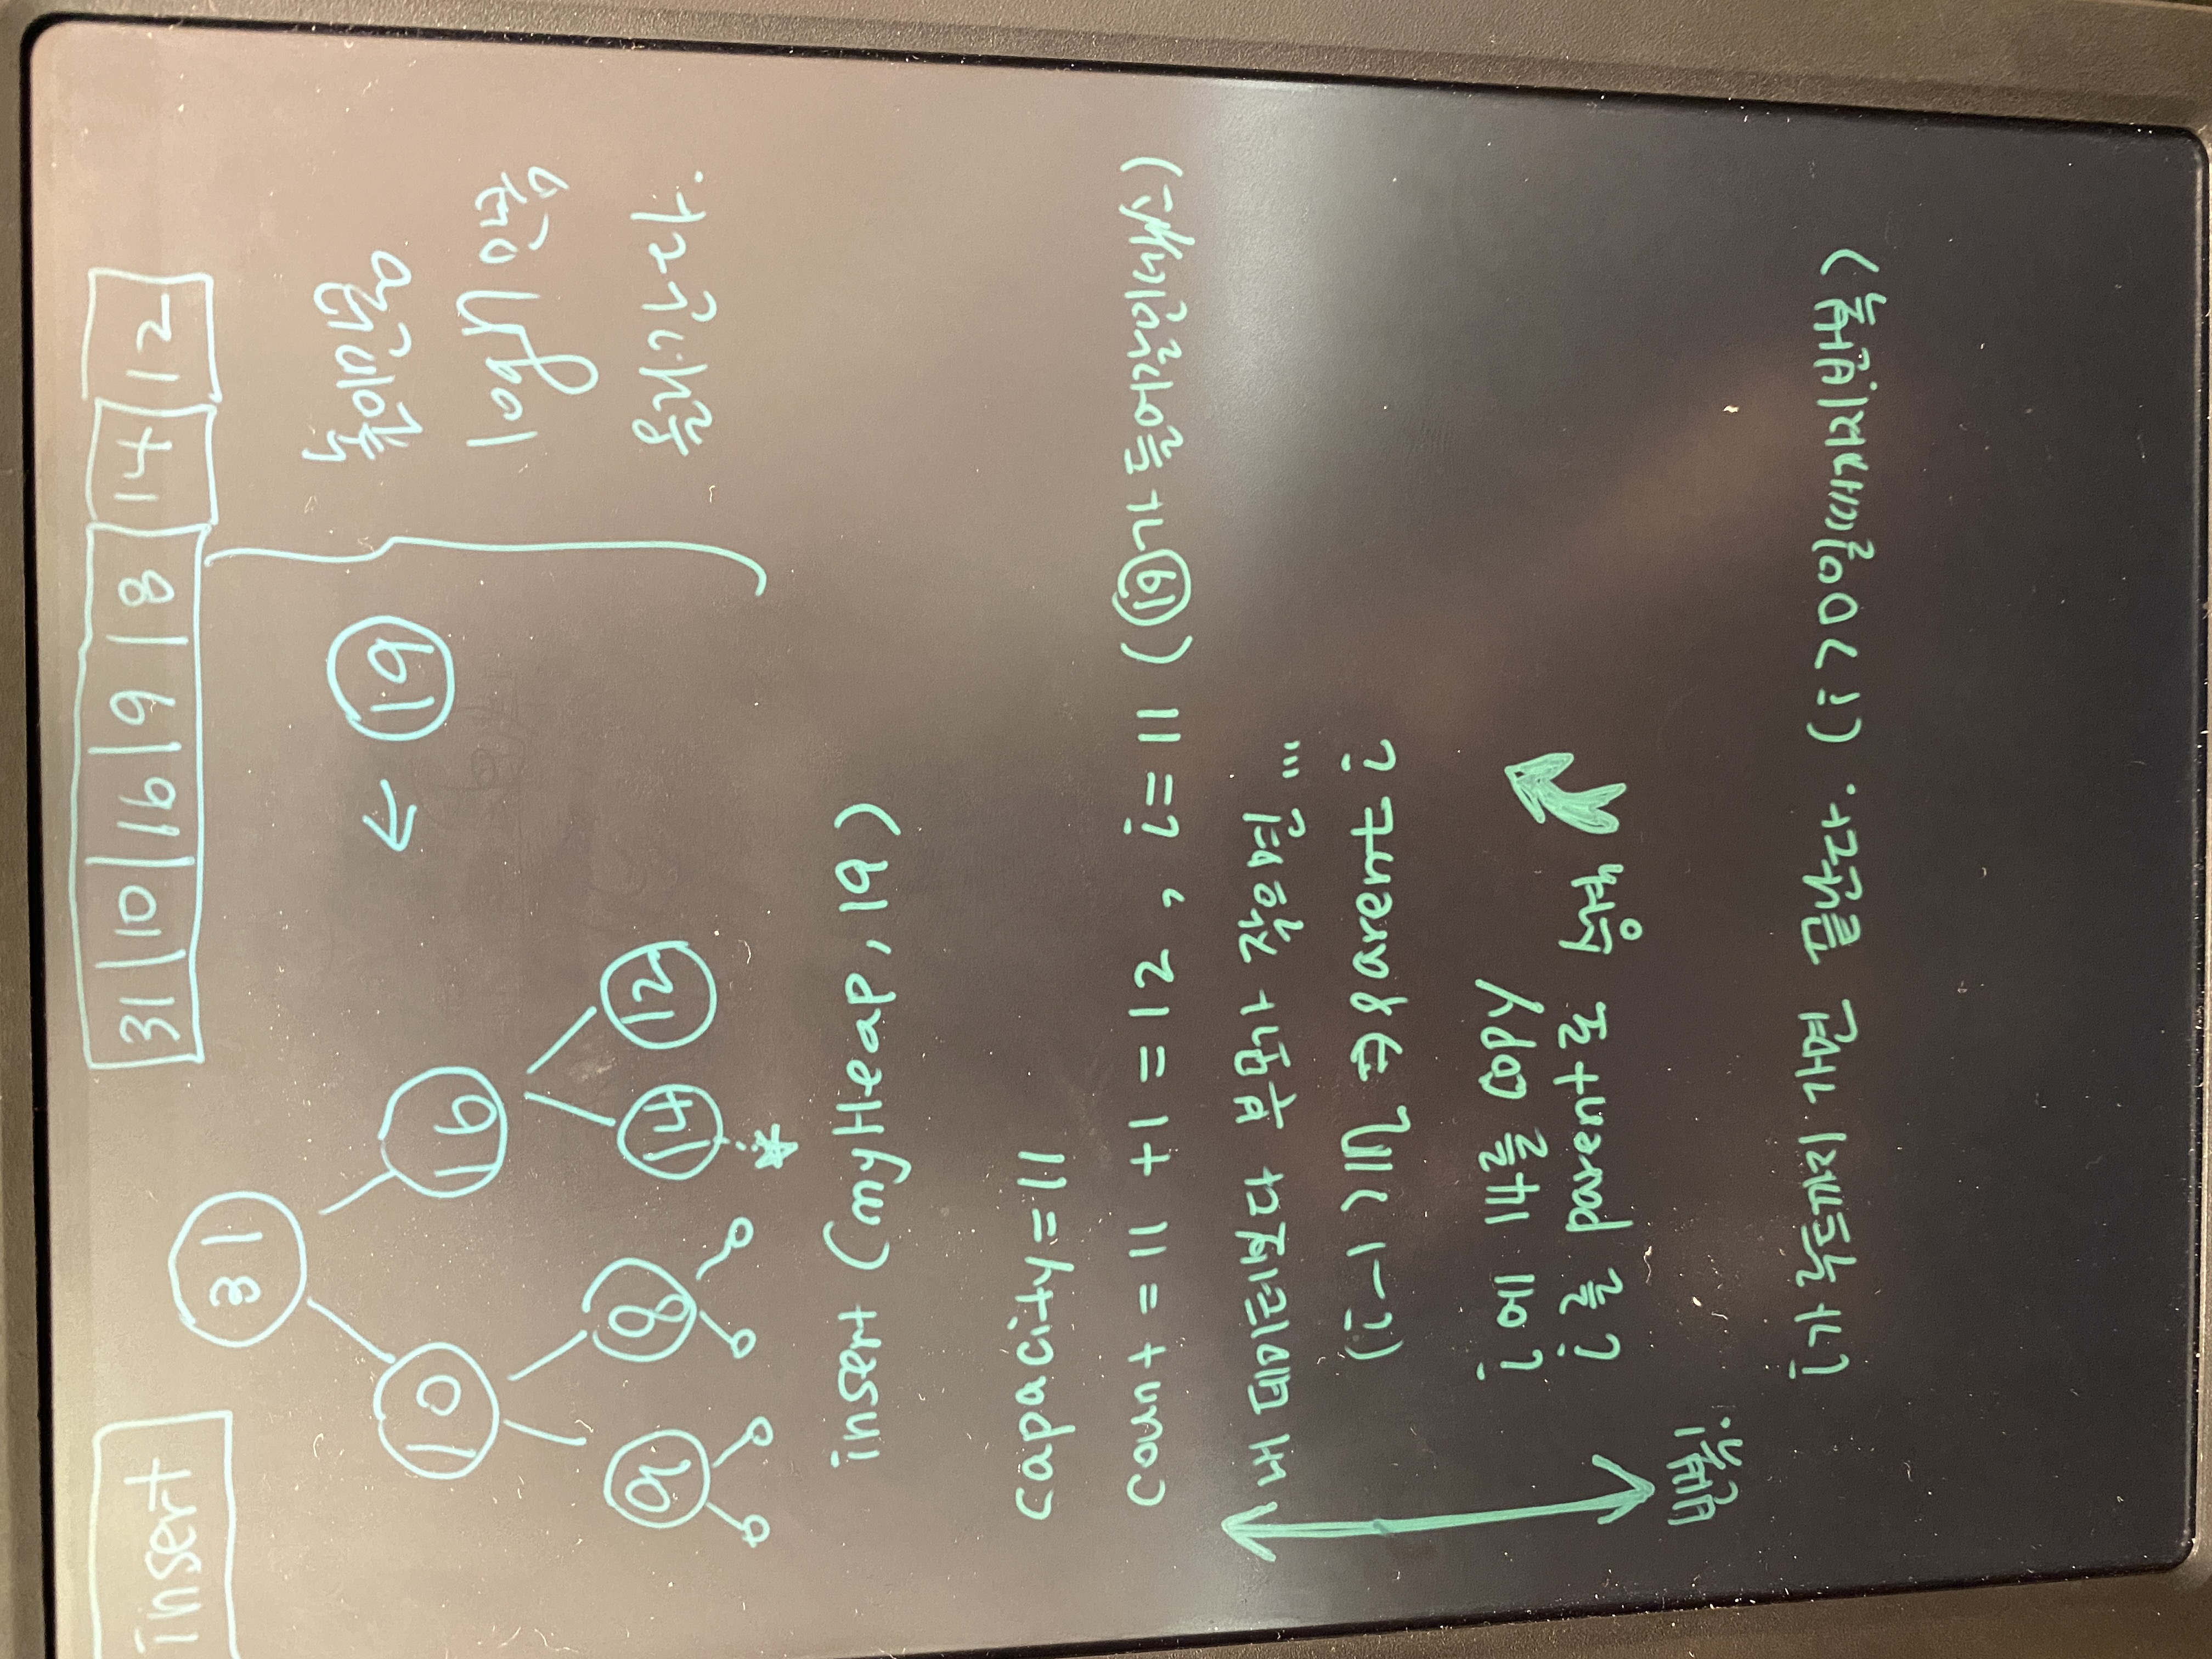 insert
31 10 16 9 8 14 12
31
10 16 ← 19
9 8 14 12
높이만큼
logn 만큼
올라간다.
insert (myHeap, 19)
capacity = 11
count = 11 +1 = 12 , i = 11 (19가 들어갈인덱스)
내 데이터보다 부모가 작으면 ...
(i-1) ⇒ parent i
i에 14를 copy
i를 parent로 승격
반복!
i가 루트까지 가면 끝난다. (i>0일때까지.반복)